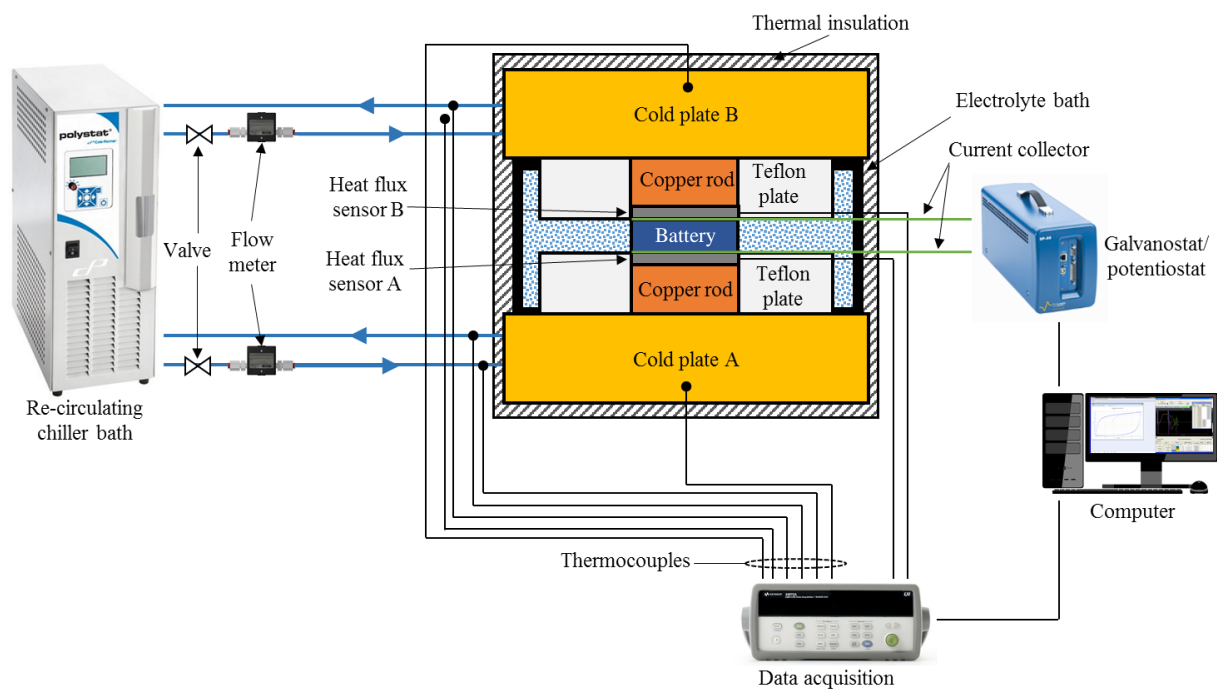 Thermal insulation
polystat®
Cold plate B
Electrolyte bath
Current collector
Heat flux
sensor B
Copper rod
Teflon
plate
Valve
Flow
meter
Battery
Galvanostat/
potentiostat
Heat flux
sensor A
Copper rod
Teflon
plate
Cold plate A
Re-circulating
chiller bath
Computer
Thermocouples
Data acquisition